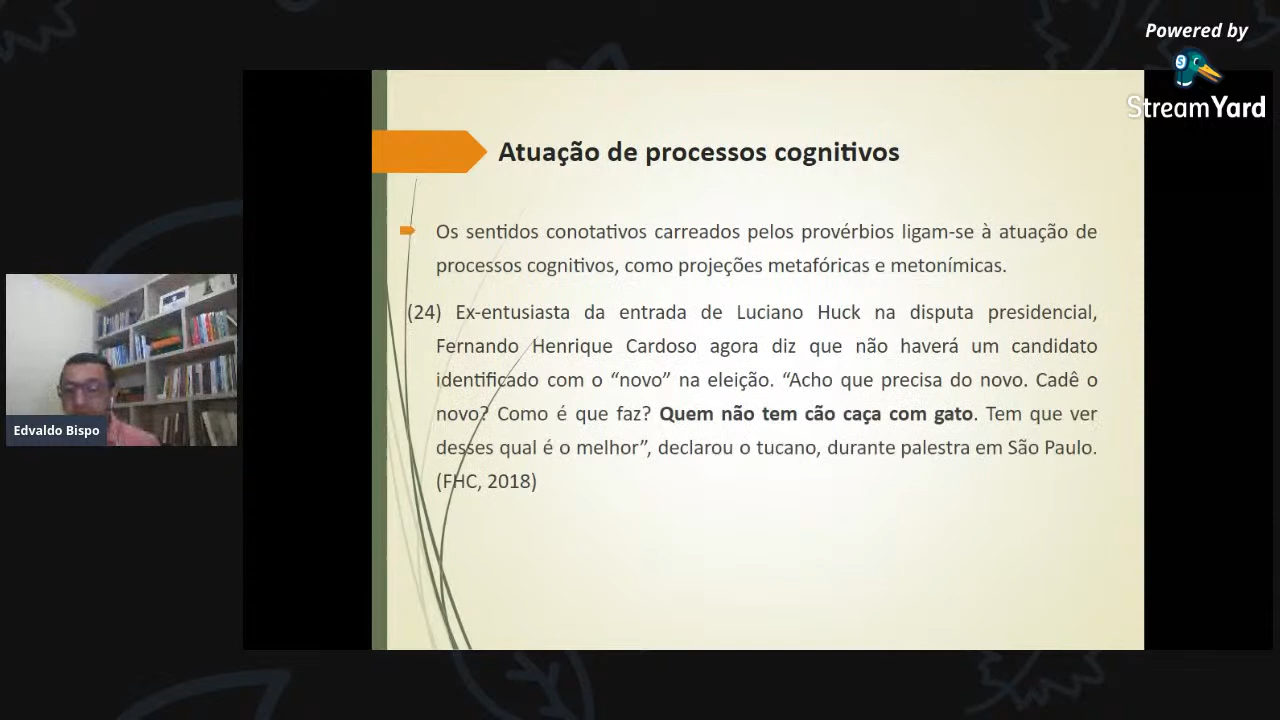 Powered by
StreamYard
Atuação de processos cognitivos
Os sentidos conotativos carreados pelos provérbios ligam-se à atuação de
processos cognitivos, como projeções metafóricas e metonímicas.
(24) Ex-entusiasta da entrada de Luciano Huck na disputa presidencial,
Fernando Henrique Cardoso agora diz que não haverá um candidato
identificado com o “novo” na eleição. “Acho que precisa do novo. Cadê o
novo? Como é que faz? Quem não tem cão caça com gato. Tem que ver
desses qual é o melhor”, declarou o tucano, durante palestra em São Paulo.
(FHC, 2018)
Edvaldo Bispo